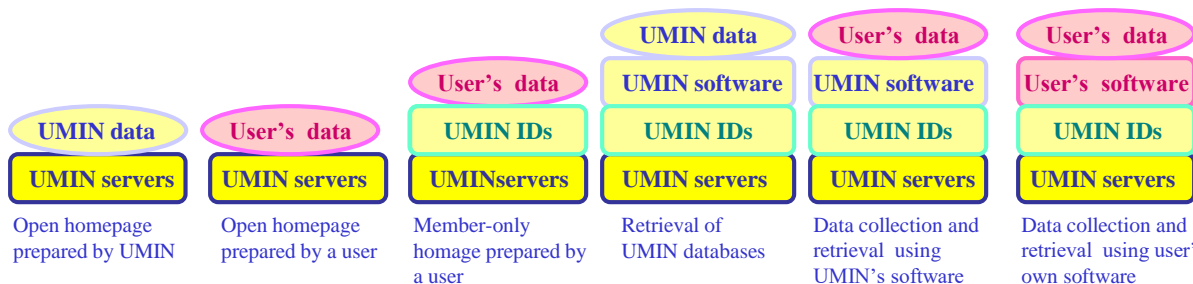 UMIN data
UMIN servers
Open homepage
prepared by UMIN
User's data
UMIN servers
Open homepage
prepared by a user
User's data
UMIN IDs
UMINservers
Member-only
homage prepared by
a user
UMIN data
UMIN software
UMIN IDs
UMIN servers
Retrieval of
UMIN databases
User's data
UMIN software
UMIN IDs
UMIN servers
Data collection and
retrieval using
UMIN's software
User's data
User's software
UMIN IDs
UMIN servers
Data collection and
retrieval using user'
own software